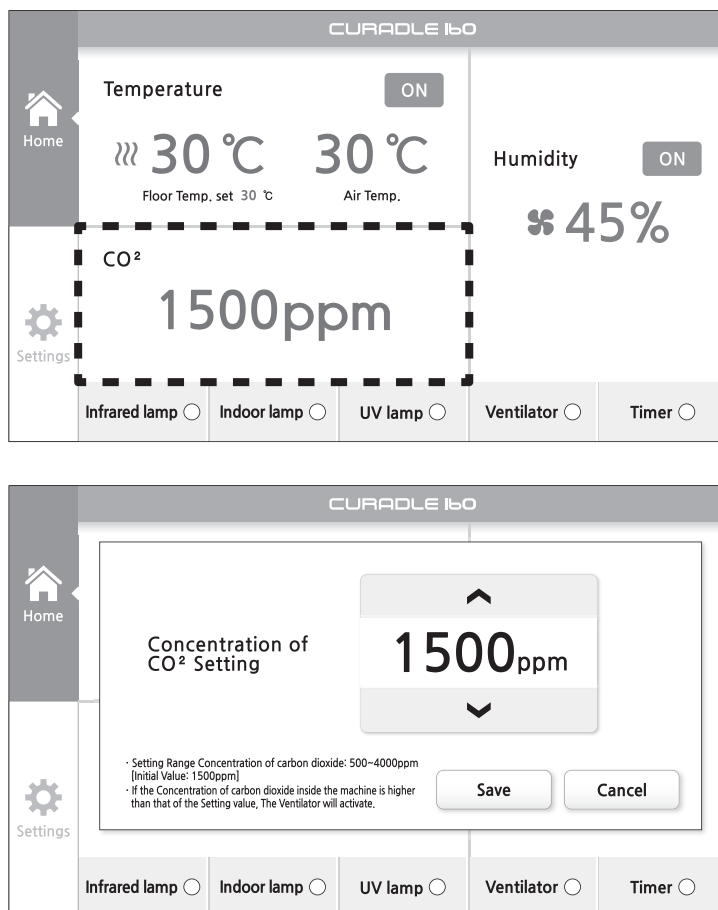 CURADLE 160
Temperature
ON
Home
30 ℃
30 ℃
Floor Temp. set 30 ℃
Air Temp.
Humidity
ON
45%
CO²
1500ppm
Settings
Infrared lamp
Indoor lamp
UV lamp
Ventilator
Timer
CURADLE 160
Home
Concentration of
CO² Setting
1500ppm
· Setting Range Concentration of carbon dioxide: 500~4000ppm
[Initial Value: 1500ppm]
· If the Concentration of carbon dioxide inside the machine is higher
than that of the Setting value, The Ventilator will activate.
Save
Cancel
Settings
Infrared lamp
Indoor lamp
UV lamp
Ventilator
Timer